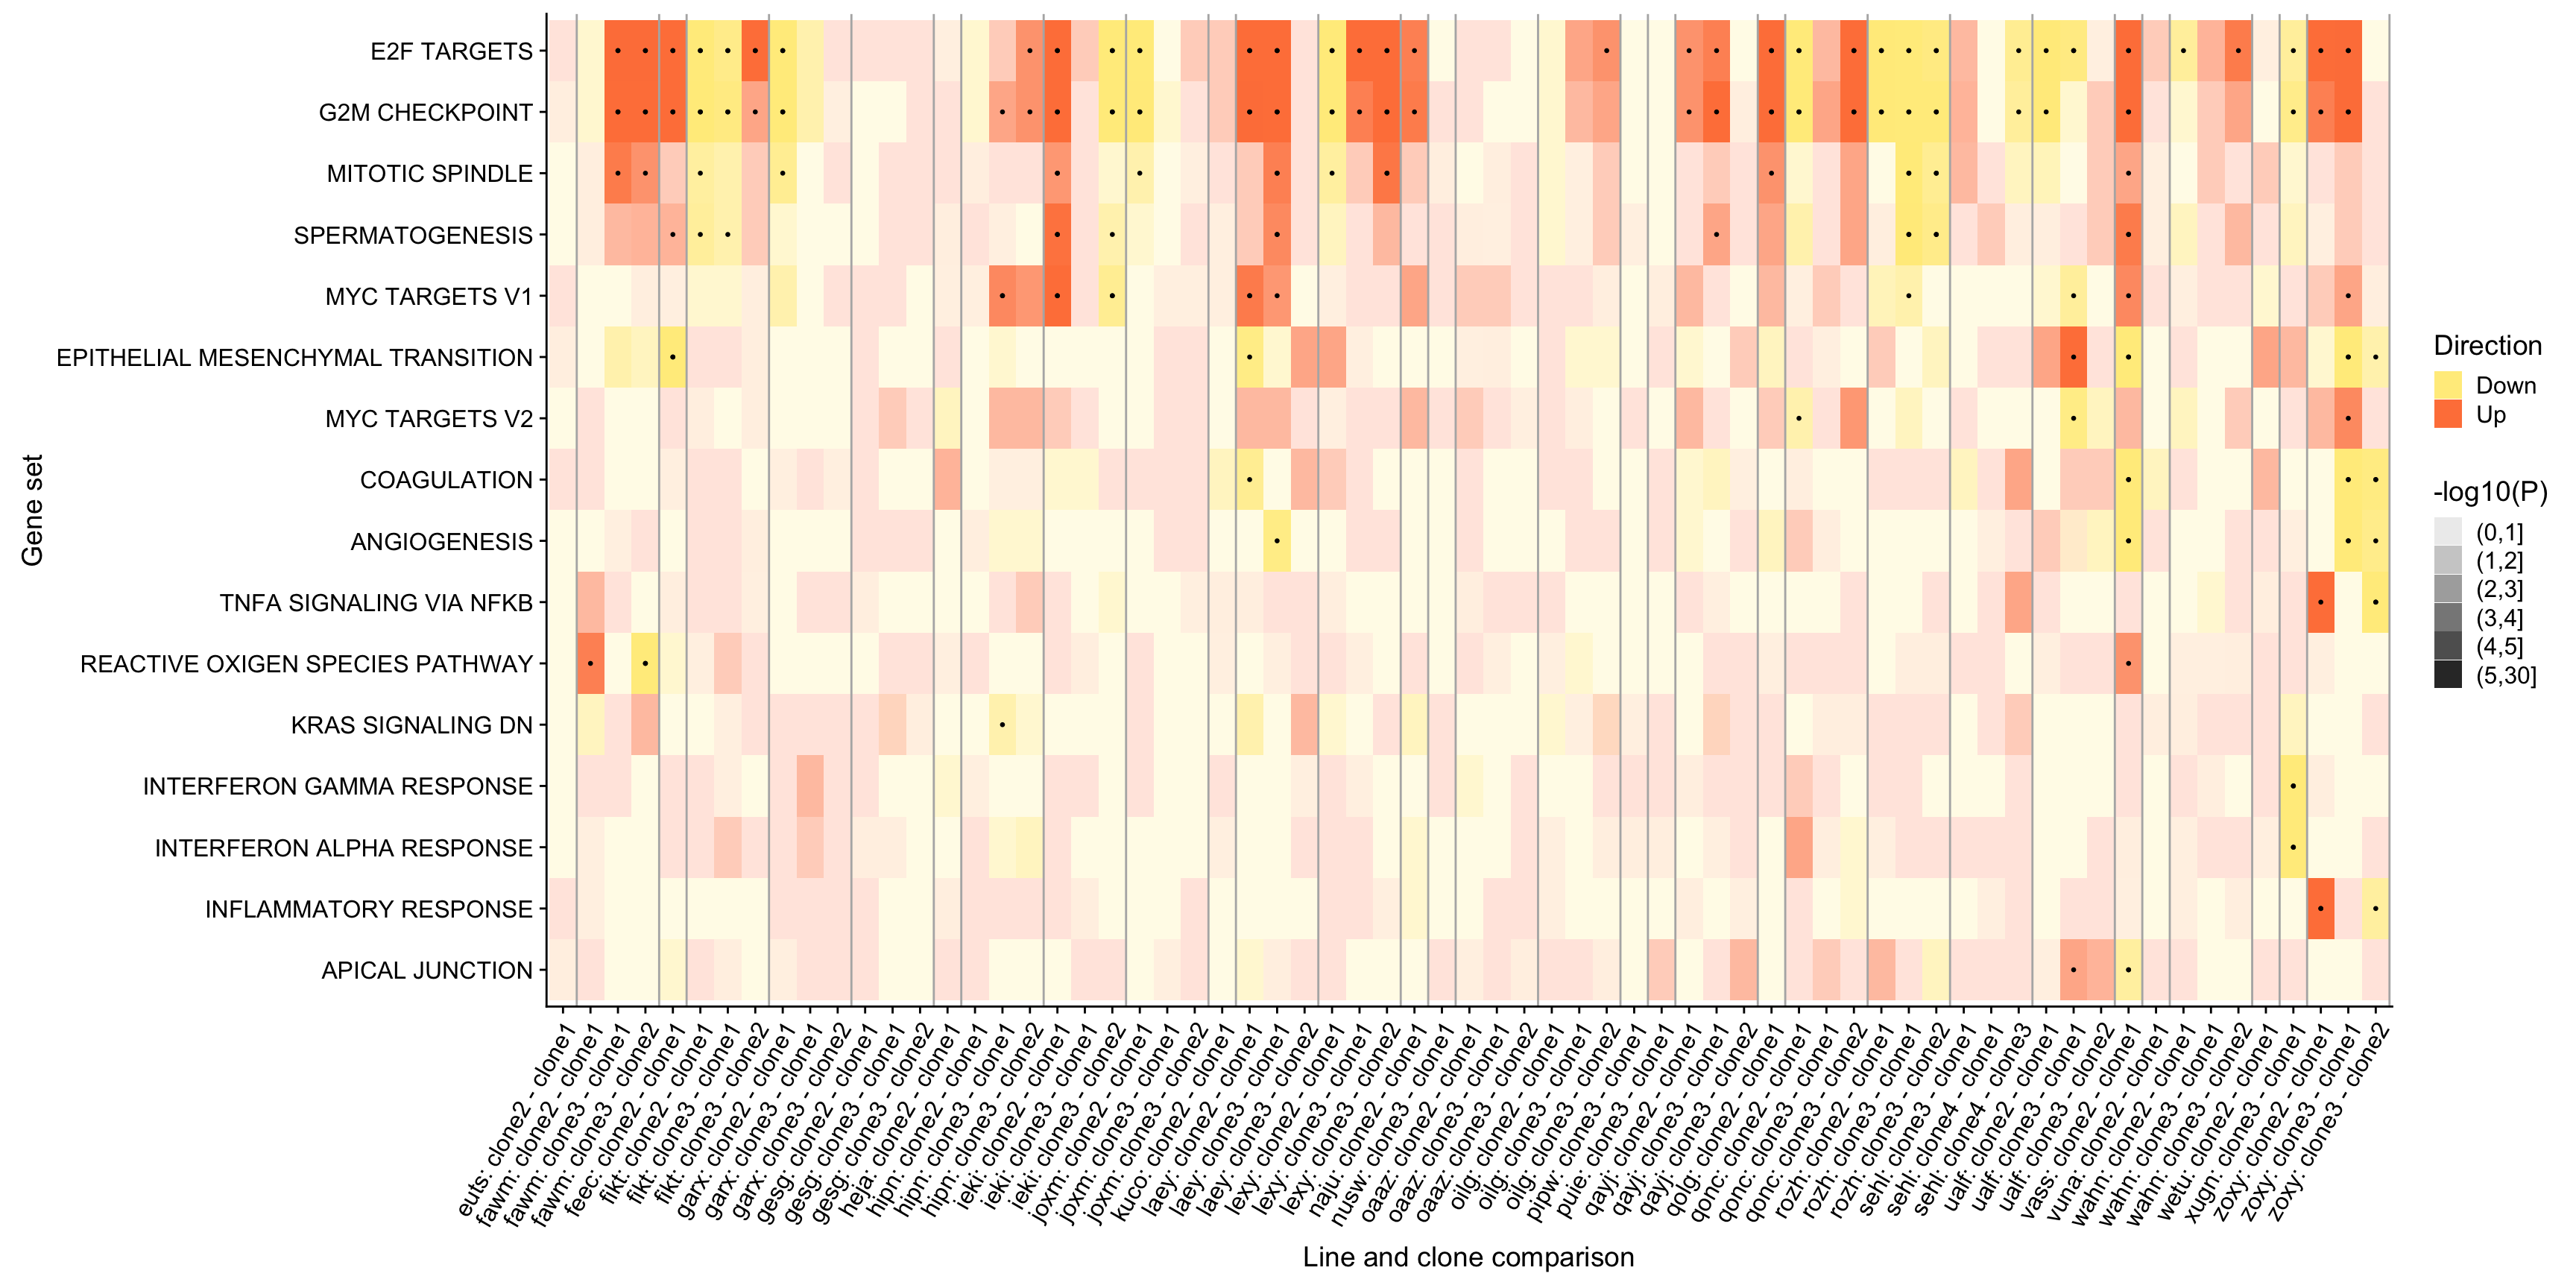 E2F TARGETS
G2M CHECKPOINT
MITOTIC SPINDLE
SPERMATOGENESIS
MYC TARGETS V1
EPITHELIAL MESENCHYMAL TRANSITION
MYC TARGETS V2
COAGULATION
ANGIOGENESIS
TNFA SIGNALING VIA NFKB
REACTIVE OXIGEN SPECIES PATHWAY
KRAS SIGNALING DN
INTERFERON GAMMA RESPONSE
INTERFERON ALPHA RESPONSE
INFLAMMATORY RESPONSE
APICAL JUNCTION
Gene set
euts: clone2 - clone1
fawm: clone2 - clone1
fawm: clone3 - clone1
fawm: clone3 - clone2
feec: clone2 - clone1
fikt: clone2 - clone1
fikt: clone3 - clone1
fikt: clone3 - clone2
garx: clone2 - clone1
garx: clone3 - clone1
garx: clone3 - clone2
gesg: clone2 - clone1
gesg: clone3 - clone1
gesg: clone3 - clone2
heja: clone2 - clone1
hipn: clone2 - clone1
hipn: clone3 - clone1
hipn: clone3 - clone2
ieki: clone2 - clone1
ieki: clone3 - clone1
ieki: clone3 - clone2
joxm: clone2 - clone1
joxm: clone3 - clone1
joxm: clone3 - clone2
kuco: clone2 - clone1
laey: clone2 - clone1
laey: clone3 - clone1
laey: clone3 - clone2
lexy: clone2 - clone1
lexy: clone3 - clone1
lexy: clone3 - clone2
naju: clone2 - clone1
nusw: clone2 - clone1
oaaz: clone2 - clone1
oaaz: clone3 - clone1
oaaz: clone3 - clone2
oilg: clone2 - clone1
oilg: clone3 - clone1
oilg: clone3 - clone2
pipw: clone2 - clone1
puie: clone2 - clone1
qayj: clone2 - clone1
qayj: clone3 - clone1
qayj: clone3 - clone2
qolg: clone2 - clone1
qonc: clone2 - clone1
qonc: clone3 - clone1
qonc: clone3 - clone2
rozh: clone2 - clone1
rozh: clone3 - clone1
rozh: clone3 - clone2
sehl: clone3 - clone1
sehl: clone4 - clone1
sehl: clone4 - clone3
ualf: clone2 - clone1
ualf: clone3 - clone1
ualf: clone3 - clone2
vass: clone2 - clone1
vuna: clone2 - clone1
wahn: clone2 - clone1
wahn: clone3 - clone1
wahn: clone3 - clone2
wetu: clone2 - clone1
xugn: clone3 - clone1
zoxy: clone2 - clone1
zoxy: clone3 - clone1
zoxy: clone3 - clone2
Line and clone comparison
Direction
Down
Up
-log10(P)
(0,1]
(1,2]
(2,3]
(3,4]
(4,5]
(5,30]